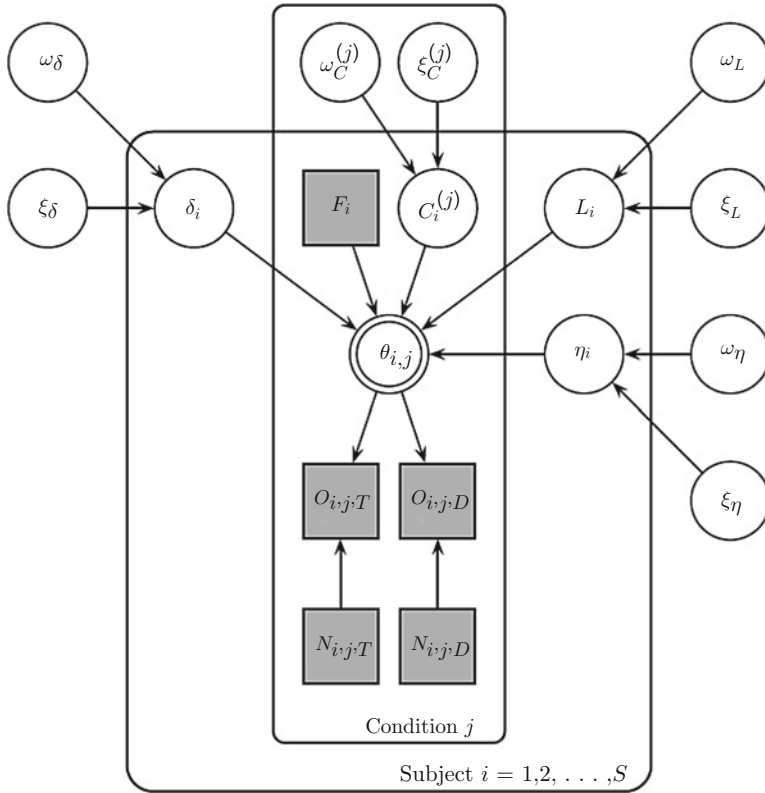 ω_δ ω_C^(j) ξ_C^(j) ω_L
ξ_δ δ_i F_i C_i^(j) L_i ξ_L
θ_i,j η_i ω_η
O_i,j,T O_i,j,D ξ_η
N_i,j,T N_i,j,D
Condition j
Subject i = 1,2, . . . ,S